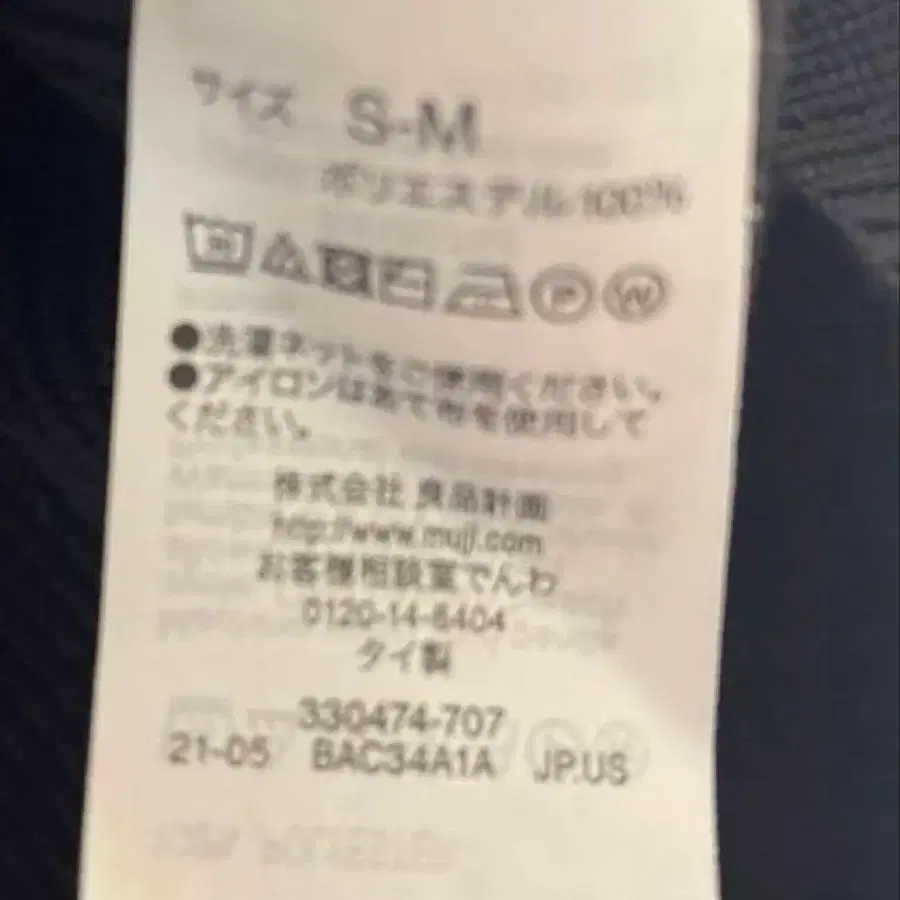 サイズ S-M
ポリエステル100%
P W
●洗濯ネットをご使用ください。
●アイロンはあて布を使用して
ください。
株式会社 良品計画
http://www.muji.com
お客様相談室でんわ
0120-14-6404
タイ製
330474-707
21-05 BAC34A1A JP.US